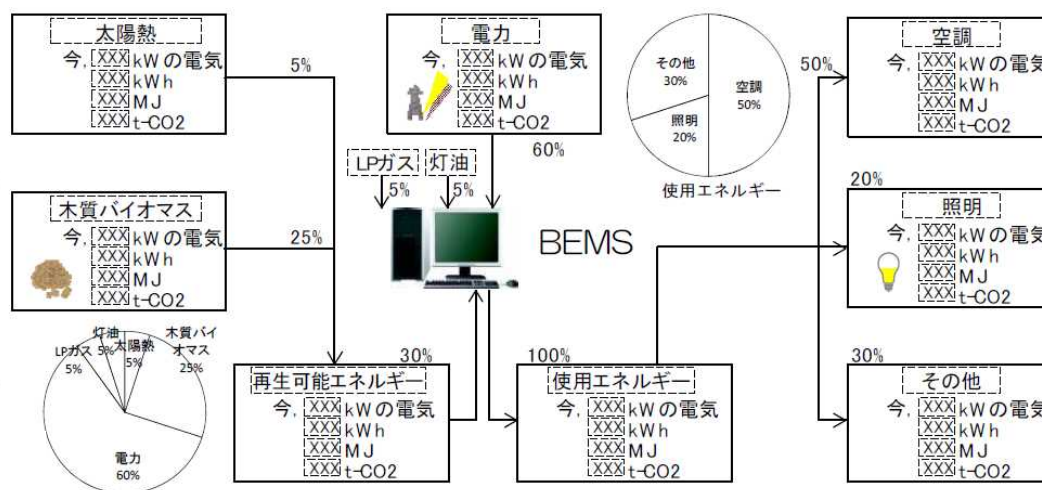 太陽熱
今, XXX kWの電気
XXX kWh
XXX MJ
XXX t-CO2
5%
電力
今, XXX kWの電気
XXX kWh
XXX MJ
XXX t-CO2
60%
その他
30%
空調
50%
照明
20%
使用エネルギー
50%
空調
今, XXX kWの電気
XXX kWh
XXX MJ
XXX t-CO2
LPガス
5%
灯油
5%
BEMS
木質バイオマス
今, XXX kWの電気
XXX kWh
XXX MJ
XXX t-CO2
25%
20%
照明
今, XXX kWの電気
XXX kWh
XXX MJ
XXX t-CO2
灯油
5%
太陽熱
5%
木質バイ
オマス
25%
LPガス
5%
電力
60%
30%
再生可能エネルギー
今, XXX kWの電気
XXX kWh
XXX MJ
XXX t-CO2
100%
使用エネルギー
今, XXX kWの電気
XXX kWh
XXX MJ
XXX t-CO2
30%
その他
今, XXX kWの電気
XXX kWh
XXX MJ
XXX t-CO2